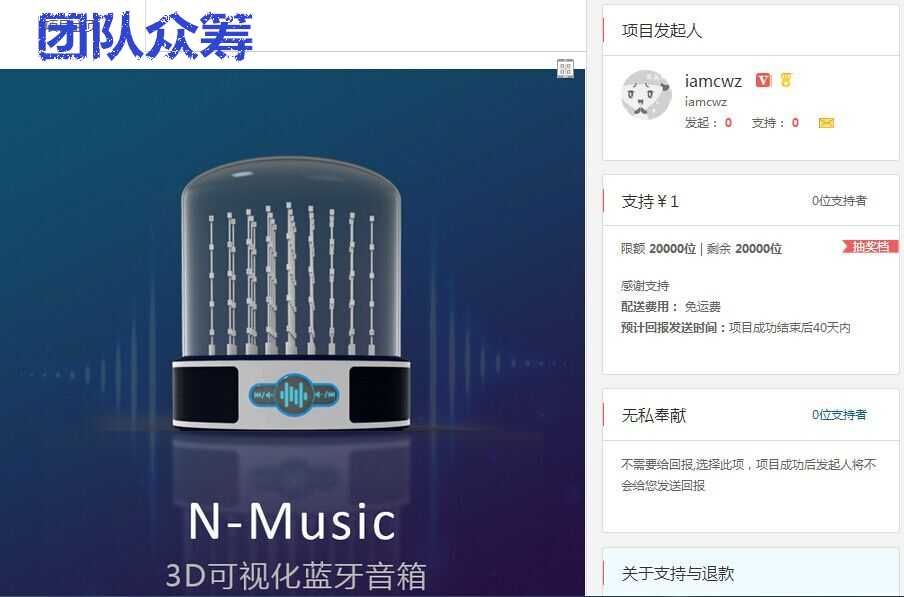 团队众筹
N-Music
3D可视化蓝牙音箱
项目发起人
iamcwz
iamcwz
发起： 0 支持： 0
支持￥1 0位支持者
限额 20000位 | 剩余 20000位 抽奖档
感谢支持
配送费用： 免运费
预计回报发送时间：项目成功结束后40天内
无私奉献 0位支持者
不需要给回报,选择此项，项目成功后发起人将不
会给您发送回报
关于支持与退款